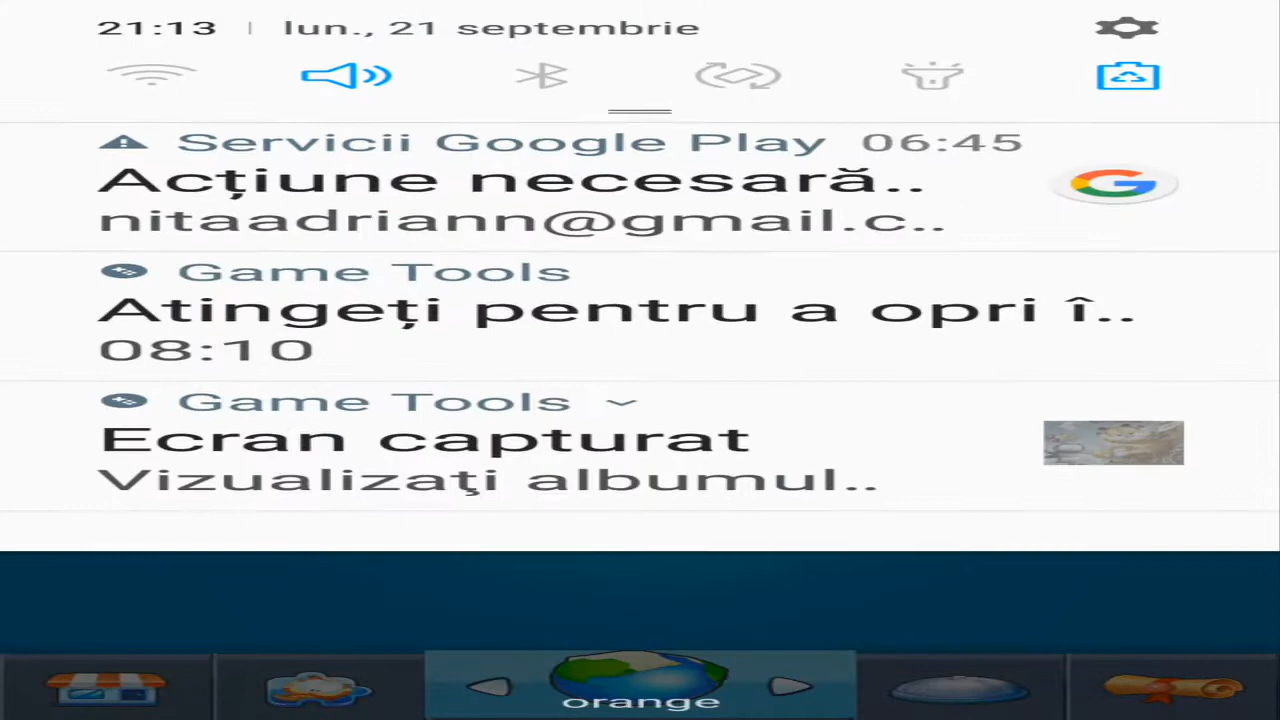 21:13 | lun., 21 septembrie
Servicii Google Play 06:45
Acțiune necesară..
nitaadriann@gmail.c..
Game Tools
Atingeți pentru a opri î..
08:10
Game Tools
Ecran capturat
Vizualizaţi albumul..
orange